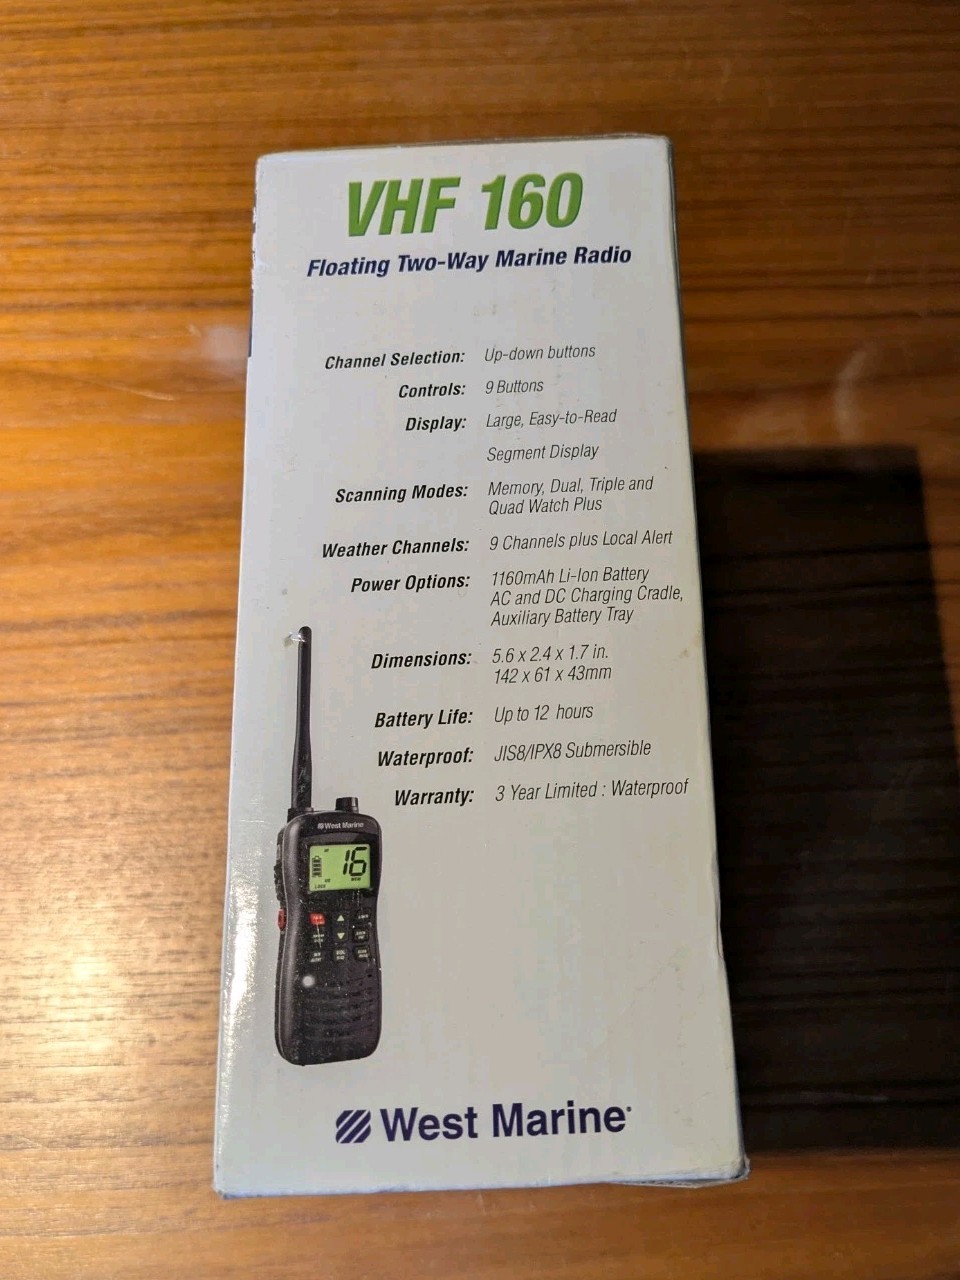 VHF 160
Floating Two-Way Marine Radio
Channel Selection: Up-down buttons
Controls: 9 Buttons
Display: Large, Easy-to-Read
Segment Display
Scanning Modes: Memory, Dual, Triple and
Quad Watch Plus
Weather Channels: 9 Channels plus Local Alert
Power Options: 1160mAh Li-Ion Battery
AC and DC Charging Cradle,
Auxiliary Battery Tray
Dimensions: 5.6 x 2.4 x 1.7 in.
142 x 61 x 43mm
Battery Life: Up to 12 hours
Waterproof: JIS8/IPX8 Submersible
Warranty: 3 Year Limited : Waterproof
West Marine
16
West Marine